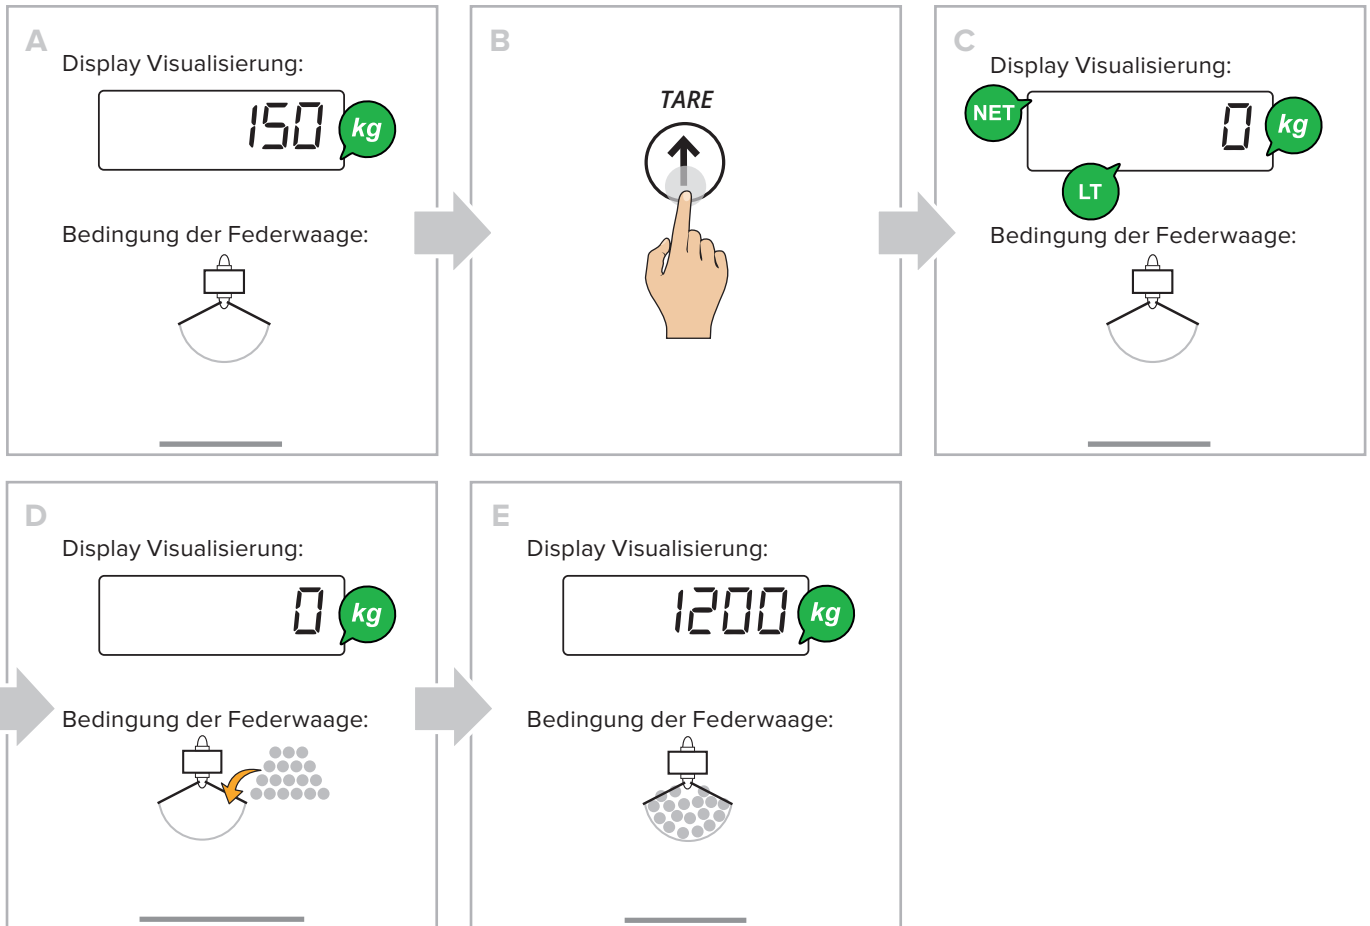 A
Display Visualisierung:
150
kg
Bedingung der Federwaage:
B
TARE
C
Display Visualisierung:
NET
0
kg
LT
Bedingung der Federwaage:
D
Display Visualisierung:
0
kg
Bedingung der Federwaage:
E
Display Visualisierung:
1200
kg
Bedingung der Federwaage: